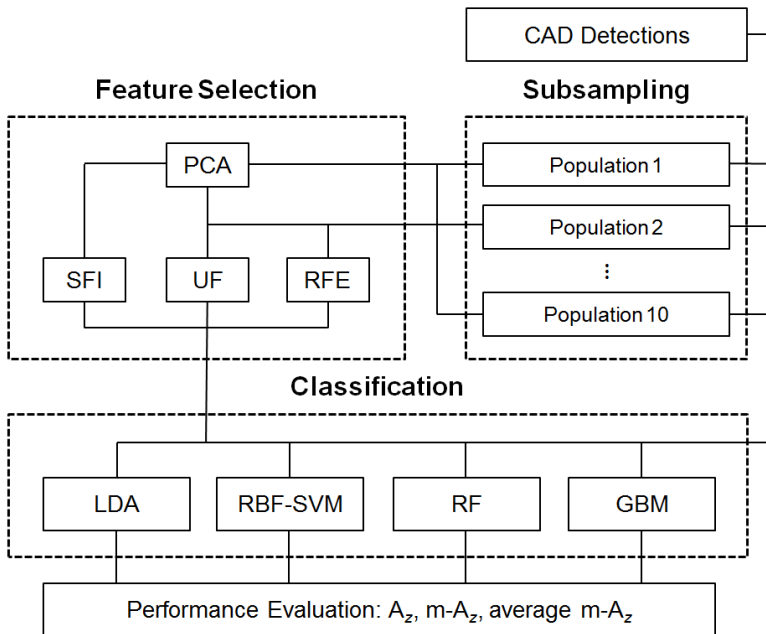 CAD Detections
Feature Selection
Subsampling
PCA
Population 1
Population 2
SFI
UF
RFE
⋮
Population 10
Classification
LDA
RBF-SVM
RF
GBM
Performance Evaluation: Az, m-Az, average m-Az